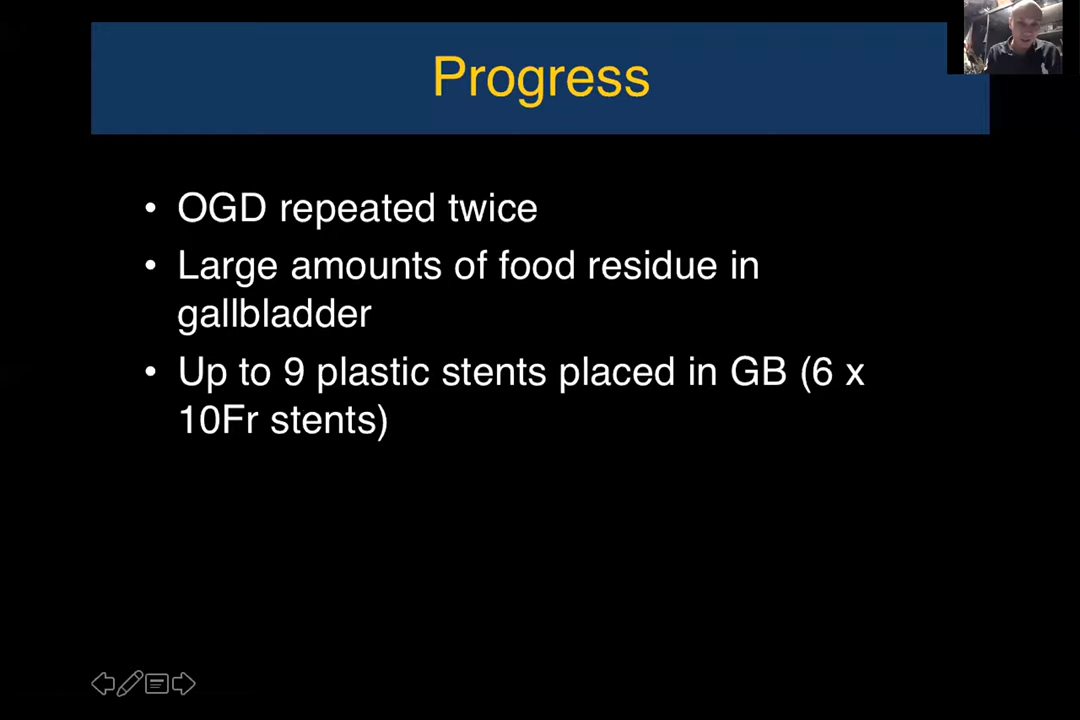 Progress
• OGD repeated twice
• Large amounts of food residue in
gallbladder
• Up to 9 plastic stents placed in GB (6 x
10Fr stents)